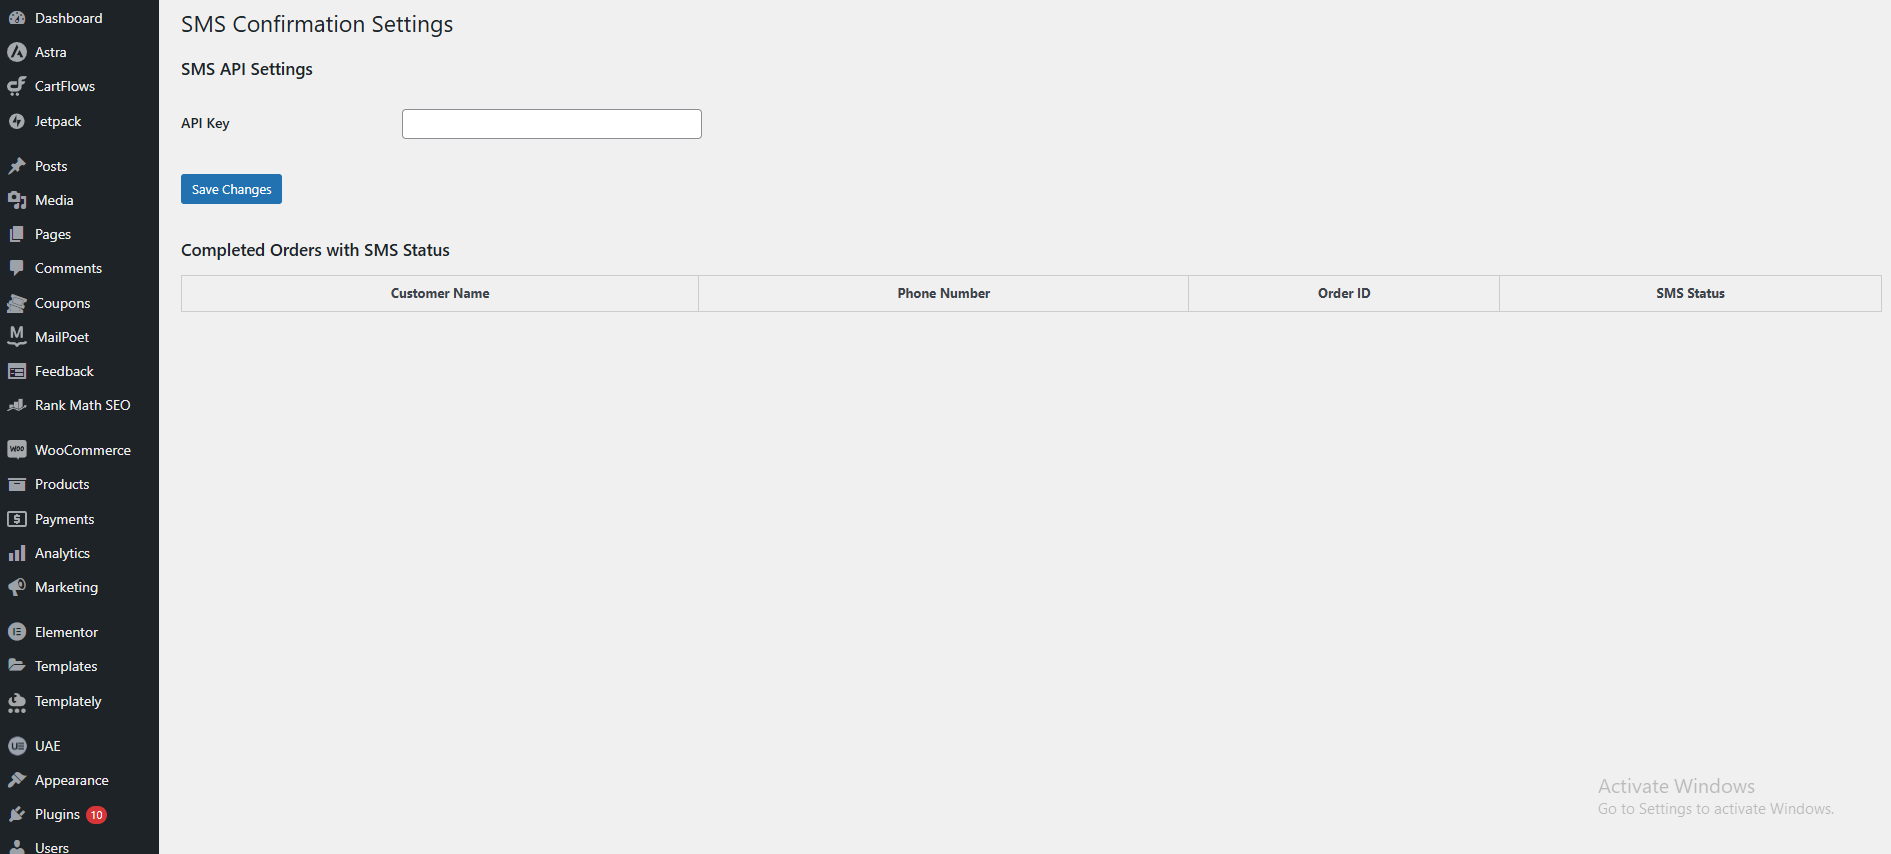 Dashboard
Astra
CartFlows
Jetpack
Posts
Media
Pages
Comments
Coupons
MailPoet
Feedback
Rank Math SEO
WooCommerce
Products
Payments
Analytics
Marketing
Elementor
Templates
Templately
UAE
Appearance
Plugins 10
Users
SMS Confirmation Settings
SMS API Settings
API Key
Save Changes
Completed Orders with SMS Status
Customer Name Phone Number Order ID SMS Status
Activate Windows
Go to Settings to activate Windows.